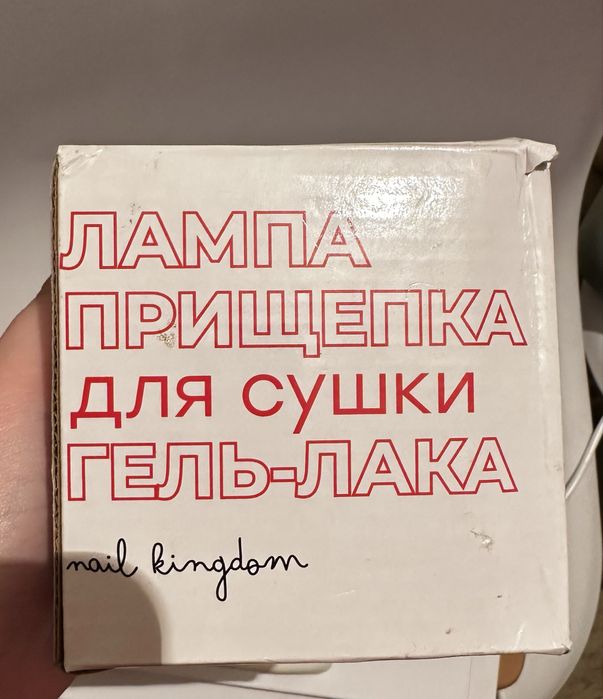 ЛАМПА
ПРИЩЕПКА
для сушки
ГЕЛЬ-ЛАКА
nail kingdom